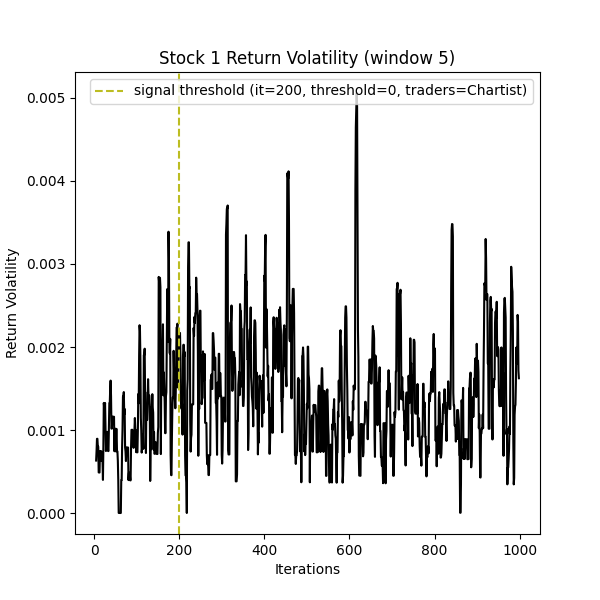 Stock 1 Return Volatility (window 5)
signal threshold (it=200, threshold=0, traders=Chartist)
0.005
0.004
0.003
0.002
0.001
0.000
Return Volatility
0 200 400 600 800 1000
Iterations